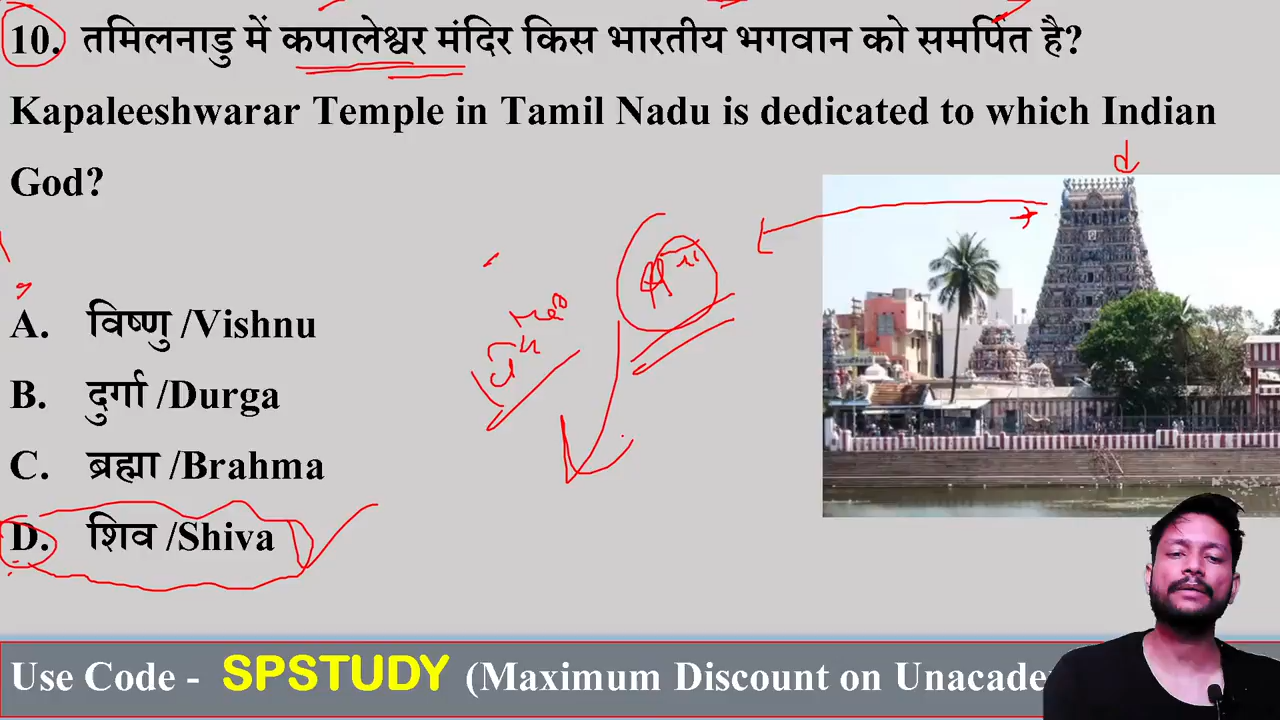 10. तमिलनाडु में कपालेश्वर मंदिर किस भारतीय भगवान को समर्पित है?
Kapaleeshwarar Temple in Tamil Nadu is dedicated to which Indian
God?
A. विष्णु /Vishnu
B. दुर्गा /Durga
C. ब्रह्मा /Brahma
D. शिव /Shiva
Use Code - SPSTUDY (Maximum Discount on